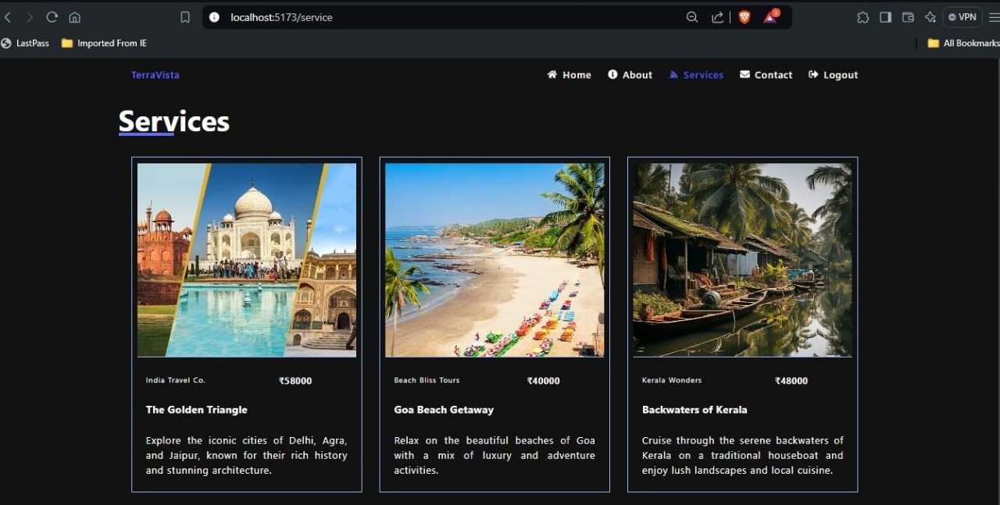 localhost:5173/service
VPN
LastPass
Imported From IE
All Bookmarks
TerraVista
Home
About
Services
Contact
Logout
Services
India Travel Co.
₹58000
The Golden Triangle
Explore the iconic cities of Delhi, Agra,
and Jaipur, known for their rich history
and stunning architecture.
Beach Bliss Tours
₹40000
Goa Beach Getaway
Relax on the beautiful beaches of Goa
with a mix of luxury and adventure
activities.
Kerala Wonders
₹48000
Backwaters of Kerala
Cruise through the serene backwaters of
Kerala on a traditional houseboat and
enjoy lush landscapes and local cuisine.